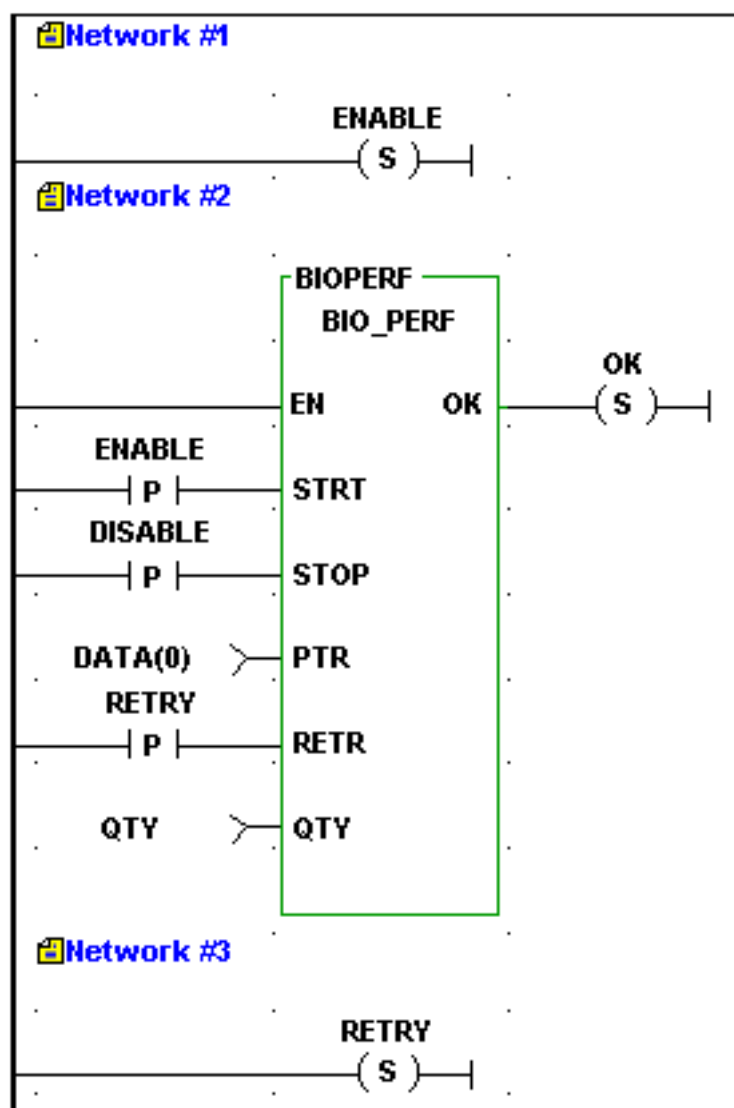 Network #1
ENABLE
( S )
Network #2
BIOPERF
BIO_PERF
OK
EN OK ( S )
ENABLE
P STRT
DISABLE
P STOP
DATA(0) PTR
RETRY
P RETR
QTY QTY
Network #3
RETRY
( S )